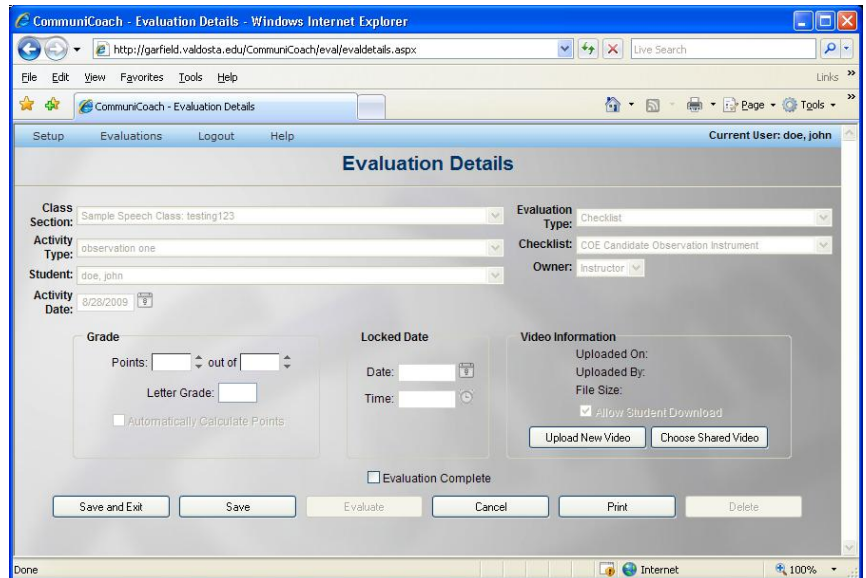 CommuniCoach - Evaluation Details - Windows Internet Explorer
http://garfield.valdosta.edu/CommuniCoach/eval/evaldetails.aspx
Live Search
File Edit View Favorites Tools Help
Links »
CommuniCoach - Evaluation Details
Page Tools »
Setup Evaluations Logout Help Current User: doe, john
Evaluation Details
Class Section: Sample Speech Class: testing123
Evaluation Type: Checklist
Activity Type: observation one
Checklist: COE Candidate Observation Instrument
Student: doe, john
Owner: Instructor
Activity Date: 8/28/2009
Grade
Points: out of
Letter Grade:
Automatically Calculate Points
Locked Date
Date:
Time:
Video Information
Uploaded On:
Uploaded By:
File Size:
Allow Student Download
Upload New Video Choose Shared Video
Evaluation Complete
Save and Exit Save Evaluate Cancel Print Delete
Done Internet 100%